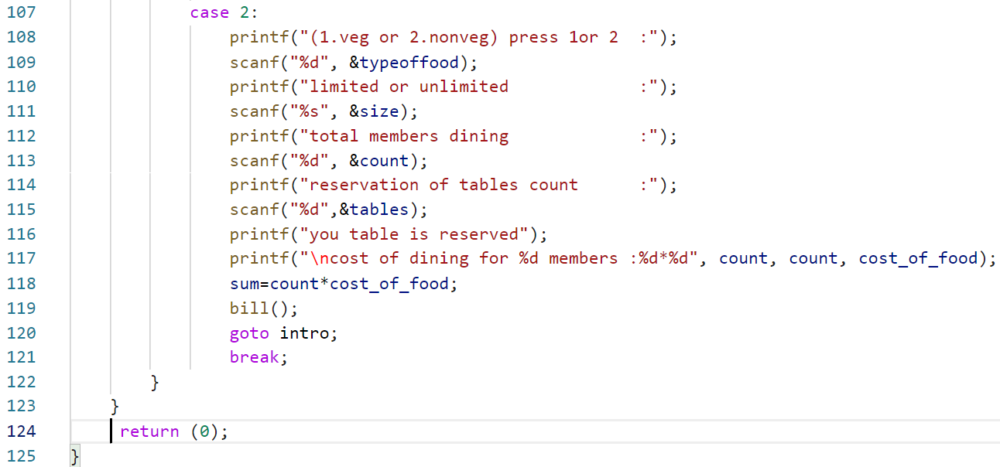 107                case 2:
108                    printf("(1.veg or 2.nonveg) press 1or 2  :");
109                    scanf("%d", &typeoffood);
110                    printf("limited or unlimited             :");
111                    scanf("%s", &size);
112                    printf("total members dining             :");
113                    scanf("%d", &count);
114                    printf("reservation of tables count      :");
115                    scanf("%d",&tables);
116                    printf("you table is reserved");
117                    printf("\ncost of dining for %d members :%d*%d", count, count, cost_of_food);
118                    sum=count*cost_of_food;
119                    bill();
120                    goto intro;
121                    break;
122            }
123        }
124         return (0);
125    }